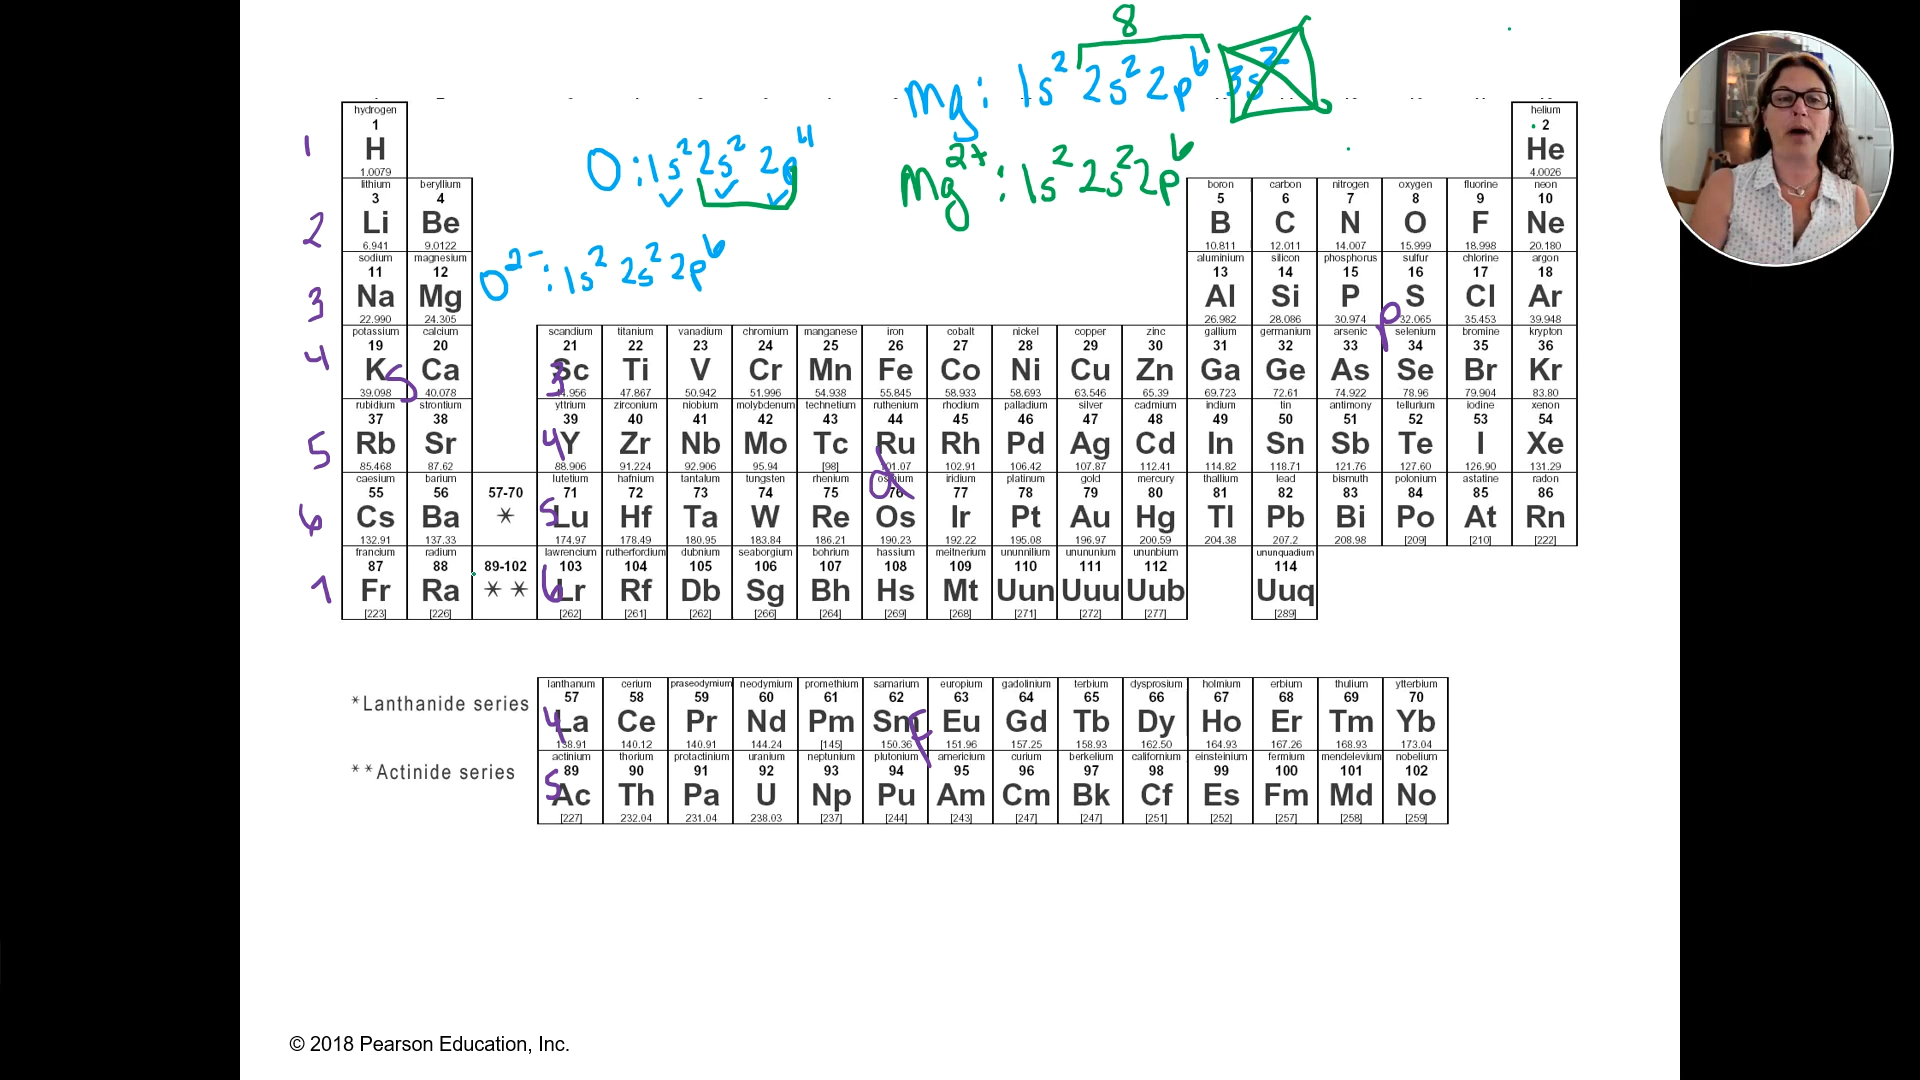 8
Mg: 1s² 2s² 2p⁶ 3s²
O: 1s² 2s² 2p⁴
Mg²⁺: 1s² 2s² 2p⁶
O²⁻: 1s² 2s² 2p⁶
1
hydrogen helium
1 2
H He
1.0079 4.0026
2
lithium beryllium boron carbon nitrogen oxygen fluorine neon
3 4 5 6 7 8 9 10
Li Be B C N O F Ne
6.941 9.0122 10.811 12.011 14.007 15.999 18.998 20.180
3
sodium magnesium aluminium silicon phosphorus sulfur chlorine argon
11 12 13 14 15 16 17 18
Na Mg Al Si P S Cl Ar
22.990 24.305 26.982 28.086 30.974 32.065 35.453 39.948
p
4
potassium calcium scandium titanium vanadium chromium manganese iron cobalt nickel copper zinc gallium germanium arsenic selenium bromine krypton
19 20 21 22 23 24 25 26 27 28 29 30 31 32 33 34 35 36
K s Ca 3 Sc Ti V Cr Mn Fe Co Ni Cu Zn Ga Ge As Se Br Kr
39.098 40.078 47.867 50.942 51.996 54.938 55.845 58.933 58.693 63.546 65.39 69.723 72.61 74.922 78.96 79.904 83.80
5
rubidium strontium yttrium zirconium niobium molybdenum technetium ruthenium rhodium palladium silver cadmium indium tin antimony tellurium iodine xenon
37 38 39 40 41 42 43 44 45 46 47 48 49 50 51 52 53 54
Rb Sr 4 Y Zr Nb Mo Tc Ru Rh Pd Ag Cd In Sn Sb Te I Xe
85.468 87.62 88.906 91.224 92.906 95.94 [98] 101.07 102.91 106.42 107.87 112.41 114.82 118.71 121.76 127.60 126.90 131.29
d
6
caesium barium lutetium hafnium tantalum tungsten rhenium osmium iridium platinum gold mercury thallium lead bismuth polonium astatine radon
55 56 57-70 71 72 73 74 75 76 77 78 79 80 81 82 83 84 85 86
Cs Ba * 5 Lu Hf Ta W Re Os Ir Pt Au Hg Tl Pb Bi Po At Rn
132.91 137.33 174.97 178.49 180.95 183.84 186.21 190.23 192.22 195.08 196.97 200.59 204.38 207.2 208.98 [209] [210] [222]
7
francium radium lawrencium rutherfordium dubnium seaborgium bohrium hassium meitnerium ununnilium unununium ununbium ununquadium
87 88 89-102 103 104 105 106 107 108 109 110 111 112 114
Fr Ra * * 6 Lr Rf Db Sg Bh Hs Mt Uun Uuu Uub Uuq
[223] [226] [262] [261] [262] [266] [264] [269] [268] [271] [272] [277] [289]
lanthanum cerium praseodymium neodymium promethium samarium europium gadolinium terbium dysprosium holmium erbium thulium ytterbium
57 58 59 60 61 62 63 64 65 66 67 68 69 70
*Lanthanide series 4 La Ce Pr Nd Pm Sm f Eu Gd Tb Dy Ho Er Tm Yb
138.91 140.12 140.91 144.24 [145] 150.36 151.96 157.25 158.93 162.50 164.93 167.26 168.93 173.04
actinium thorium protactinium uranium neptunium plutonium americium curium berkelium californium einsteinium fermium mendelevium nobelium
89 90 91 92 93 94 95 96 97 98 99 100 101 102
**Actinide series 5 Ac Th Pa U Np Pu Am Cm Bk Cf Es Fm Md No
[227] 232.04 231.04 238.03 [237] [244] [243] [247] [247] [251] [252] [257] [258] [259]
© 2018 Pearson Education, Inc.